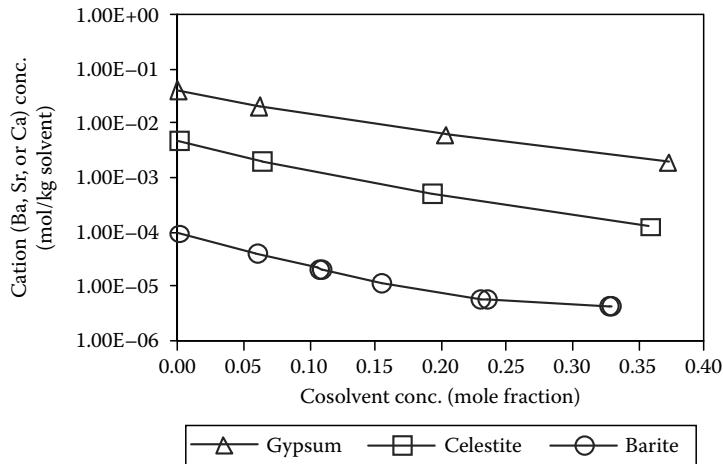 1.00E+00
1.00E−01
1.00E−02
1.00E−03
1.00E−04
1.00E−05
1.00E−06
Cation (Ba, Sr, or Ca) conc.
(mol/kg solvent)
0.00 0.05 0.10 0.15 0.20 0.25 0.30 0.35 0.40
Cosolvent conc. (mole fraction)
Gypsum Celestite Barite